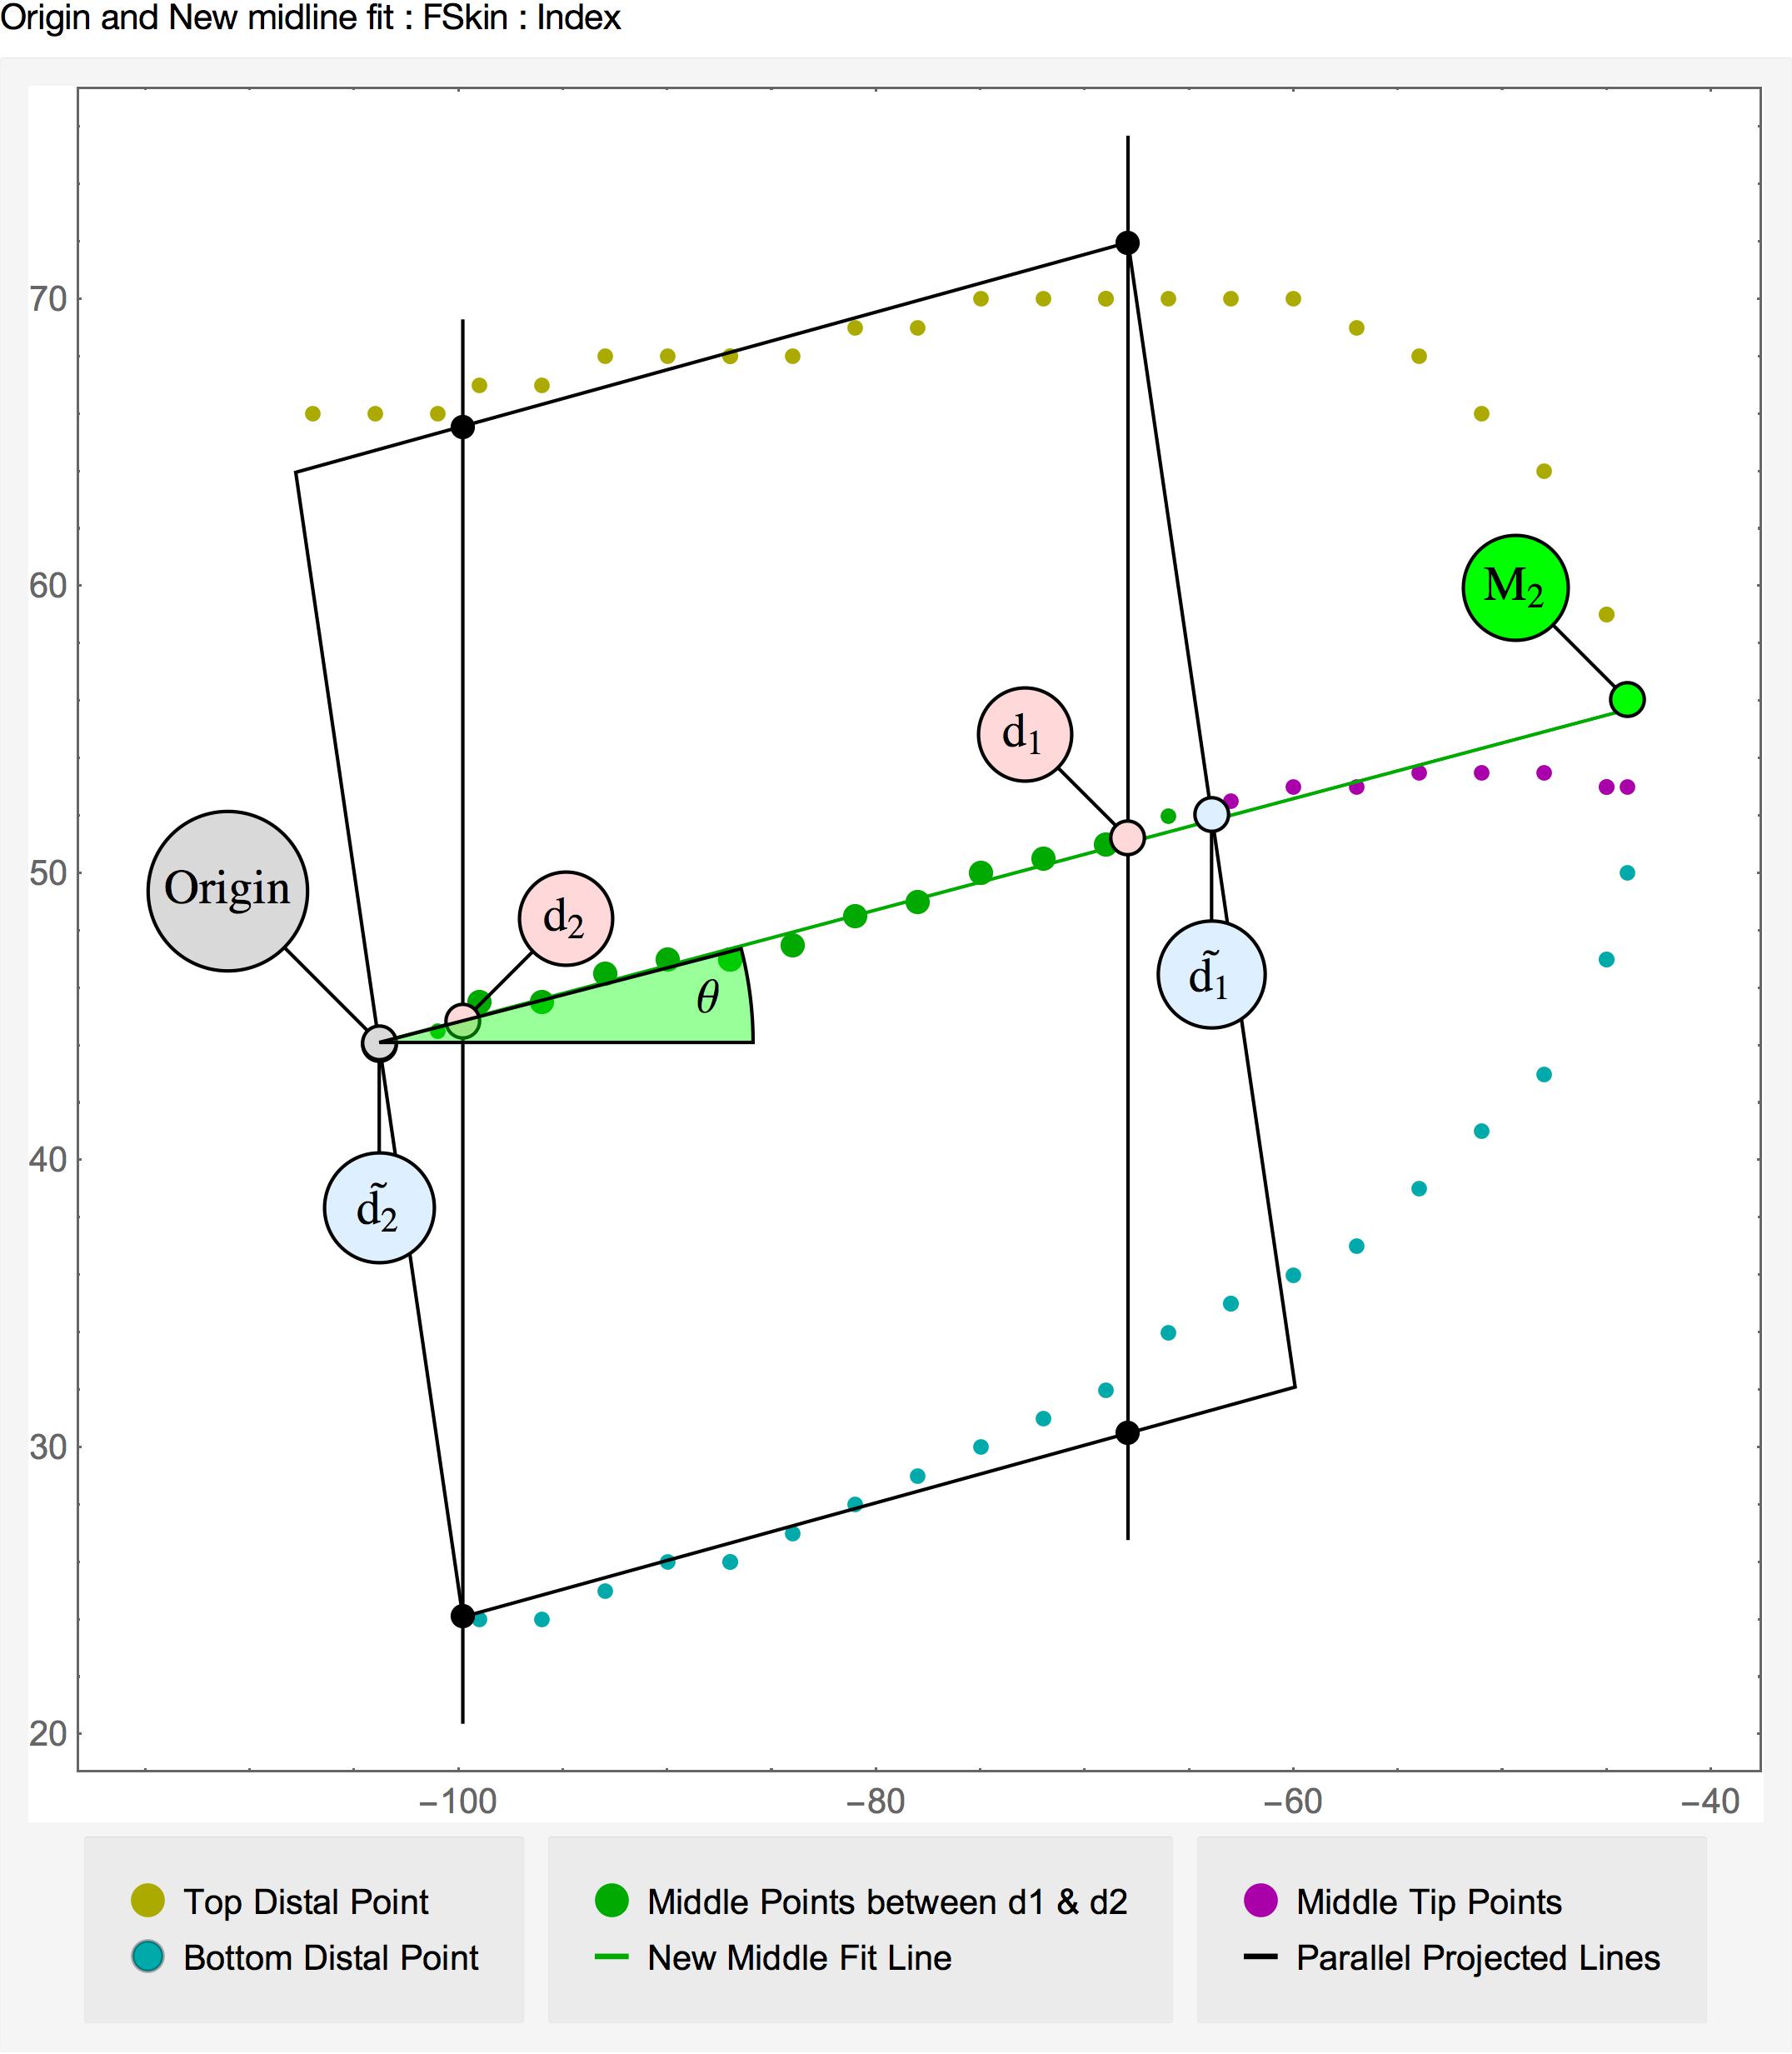 Origin and New midline fit : FSkin : Index
70
60
M₂
d₁
50
Origin
d₂
d̃₁
θ
40
d̃₂
30
20
−100 −80 −60 −40
Top Distal Point
Bottom Distal Point
Middle Points between d1 & d2
New Middle Fit Line
Middle Tip Points
Parallel Projected Lines